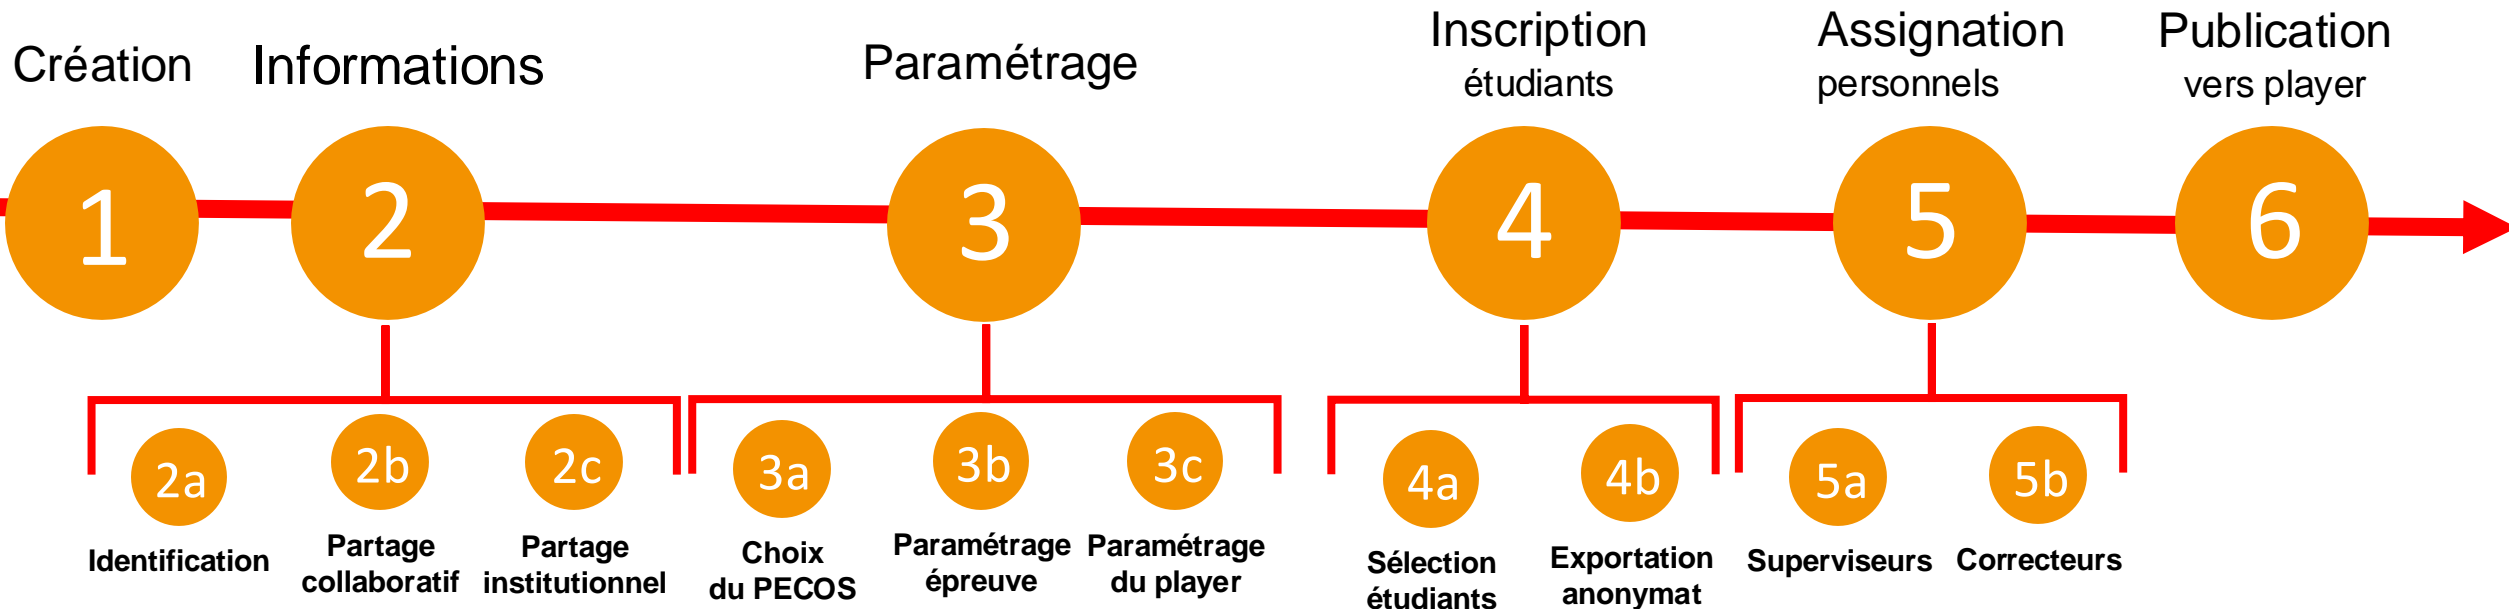 Création
Informations
Paramétrage
Inscription
étudiants
Assignation
personnels
Publication
vers player
1
2
3
4
5
6
2a
2b
2c
3a
3b
3c
4a
4b
5a
5b
Identification
Partage
collaboratif
Partage
institutionnel
Choix
du PECOS
Paramétrage
épreuve
Paramétrage
du player
Sélection
étudiants
Exportation
anonymat
Superviseurs
Correcteurs